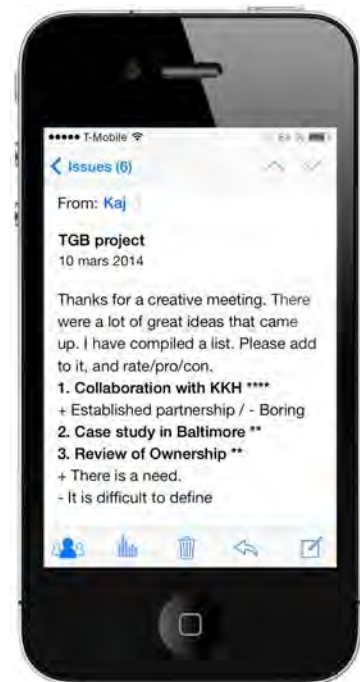 T-Mobile
Issues (6)
From: Kaj
TGB project
10 mars 2014
Thanks for a creative meeting. There
were a lot of great ideas that came
up. I have compiled a list. Please add
to it, and rate/pro/con.
1. Collaboration with KKH ****
+ Established partnership / - Boring
2. Case study in Baltimore **
3. Review of Ownership **
+ There is a need.
- It is difficult to define